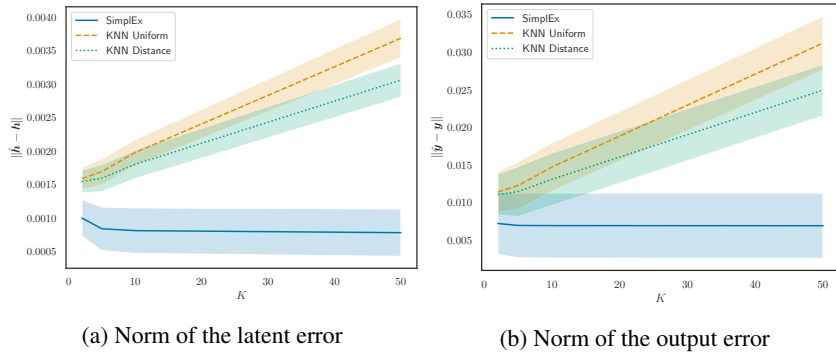 SimplEx
KNN Uniform
KNN Distance
0.0040
0.0035
0.0030
0.0025
0.0020
0.0015
0.0010
0.0005
‖ĥ − h‖
0 10 20 30 40 50
K
(a) Norm of the latent error
SimplEx
KNN Uniform
KNN Distance
0.035
0.030
0.025
0.020
0.015
0.010
0.005
‖ŷ − y‖
0 10 20 30 40 50
K
(b) Norm of the output error